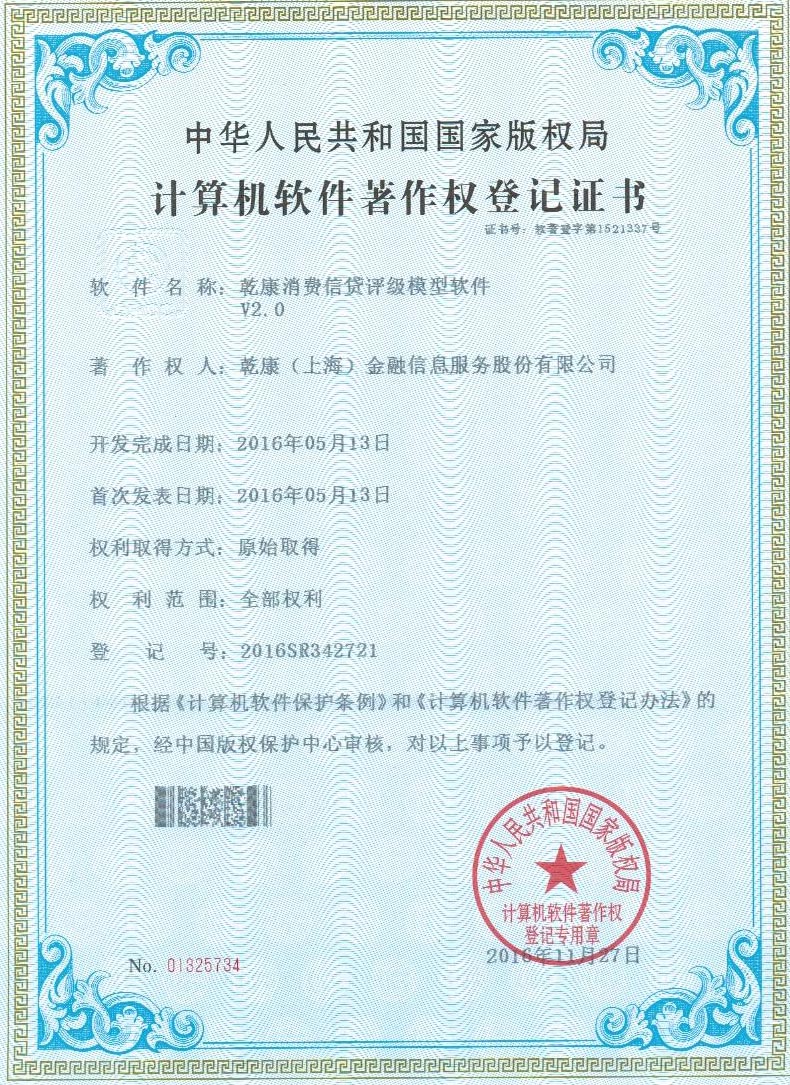 中华人民共和国国家版权局
计算机软件著作权登记证书
证书号：软著登字第1521337号
软件名称：乾康消费信贷评级模型软件
V2.0
著作权人：乾康（上海）金融信息服务股份有限公司
开发完成日期：2016年05月13日
首次发表日期：2016年05月13日
权利取得方式：原始取得
权利范围：全部权利
登记号：2016SR342721
根据《计算机软件保护条例》和《计算机软件著作权登记办法》的
规定，经中国版权保护中心审核，对以上事项予以登记。
中华人民共和国国家版权局
计算机软件著作权
登记专用章
No. 01325734
2016年11月27日